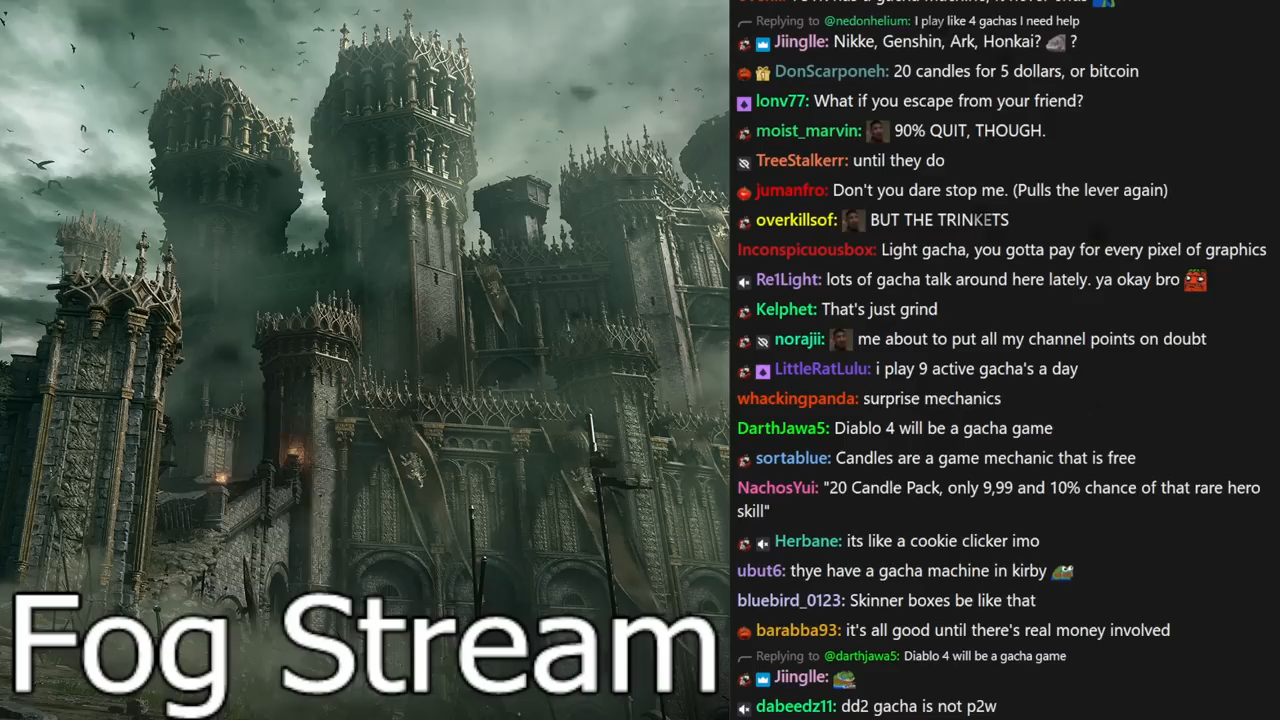 Replying to @nedonhelium: I play like 4 gachas I need help
Jiinglle: Nikke, Genshin, Ark, Honkai? ?
DonScarponeh: 20 candles for 5 dollars, or bitcoin
lonv77: What if you escape from your friend?
moist_marvin: 90% QUIT, THOUGH.
TreeStalkerr: until they do
jumanfro: Don't you dare stop me. (Pulls the lever again)
overkillsof: BUT THE TRINKETS
Inconspicuousbox: Light gacha, you gotta pay for every pixel of graphics
Re1Light: lots of gacha talk around here lately. ya okay bro
Kelphet: That's just grind
norajii: me about to put all my channel points on doubt
LittleRatLulu: i play 9 active gacha's a day
whackingpanda: surprise mechanics
DarthJawa5: Diablo 4 will be a gacha game
sortablue: Candles are a game mechanic that is free
NachosYui: "20 Candle Pack, only 9,99 and 10% chance of that rare hero
skill"
Herbane: its like a cookie clicker imo
ubut6: thye have a gacha machine in kirby
bluebird_0123: Skinner boxes be like that
barabba93: it's all good until there's real money involved
Replying to @darthjawa5: Diablo 4 will be a gacha game
Jiinglle:
dabeedz11: dd2 gacha is not p2w
Fog Stream